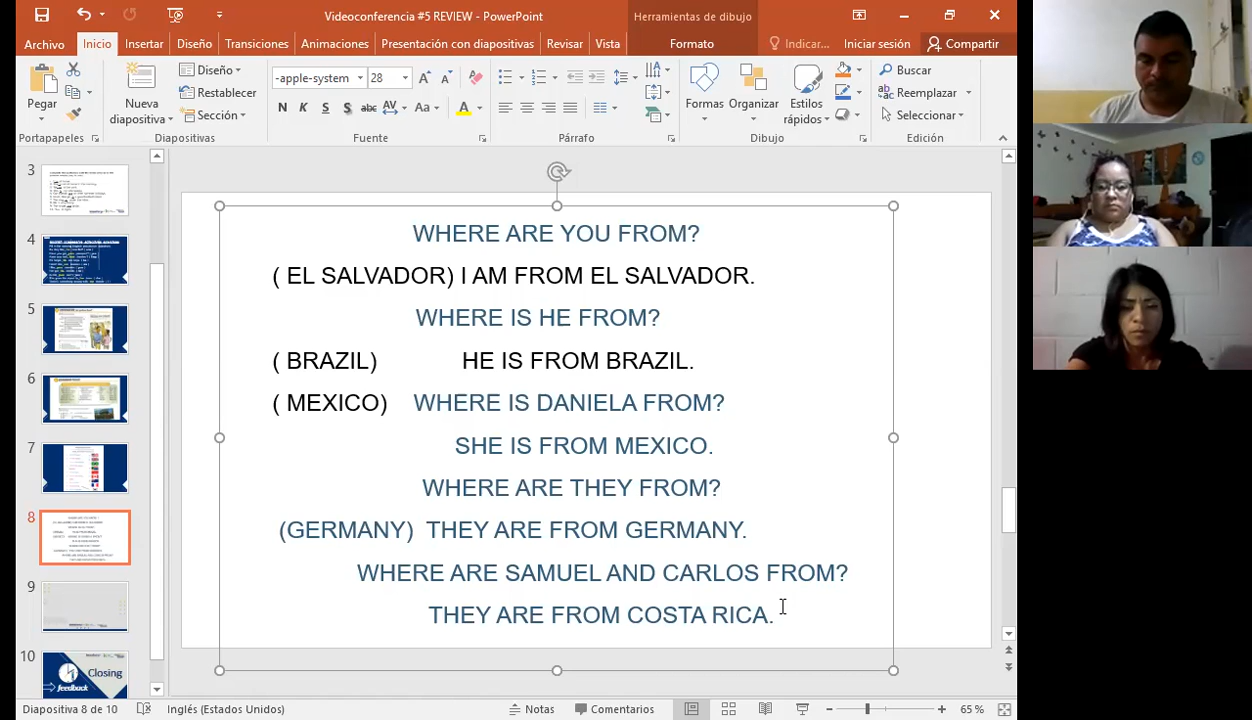 Videoconferencia #5 REVIEW - PowerPoint
Herramientas de dibujo
Archivo Inicio Insertar Diseño Transiciones Animaciones Presentación con diapositivas Revisar Vista Formato Indicar... Iniciar sesión Compartir
Pegar
Nueva diapositiva
Diseño
Restablecer
Sección
-apple-system 28
N K S S abc AV Aa A
Formas Organizar Estilos rápidos
Buscar
Reemplazar
Seleccionar
Portapapeles Diapositivas Fuente Párrafo Dibujo Edición
3
4
5
6
7
8
9
10
Closing
feedback
WHERE ARE YOU FROM?
( EL SALVADOR) I AM FROM EL SALVADOR.
WHERE IS HE FROM?
( BRAZIL) HE IS FROM BRAZIL.
( MEXICO) WHERE IS DANIELA FROM?
SHE IS FROM MEXICO.
WHERE ARE THEY FROM?
(GERMANY) THEY ARE FROM GERMANY.
WHERE ARE SAMUEL AND CARLOS FROM?
THEY ARE FROM COSTA RICA.
Diapositiva 8 de 10 Inglés (Estados Unidos) Notas Comentarios 65 %